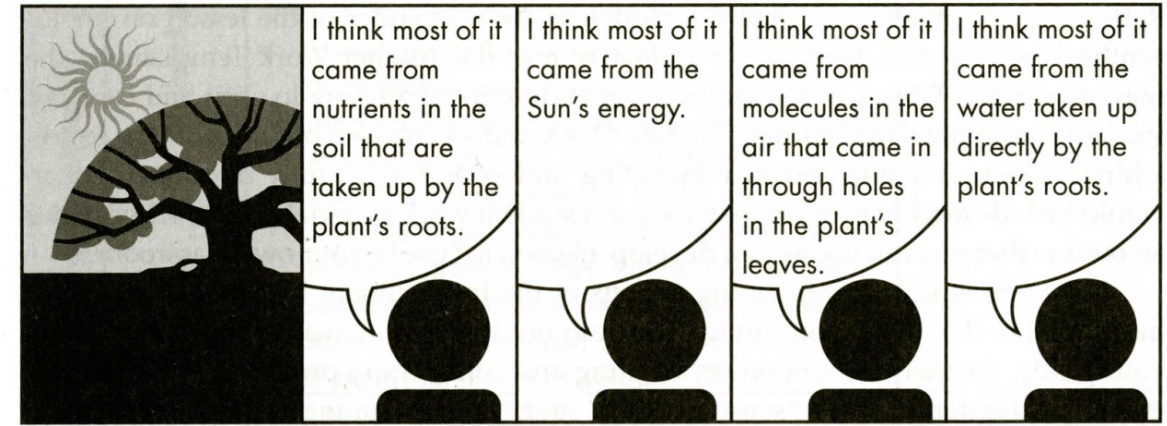 I think most of it
came from
nutrients in the
soil that are
taken up by the
plant's roots.
I think most of it
came from the
Sun's energy.
I think most of it
came from
molecules in the
air that came in
through holes
in the plant's
leaves.
I think most of it
came from the
water taken up
directly by the
plant's roots.